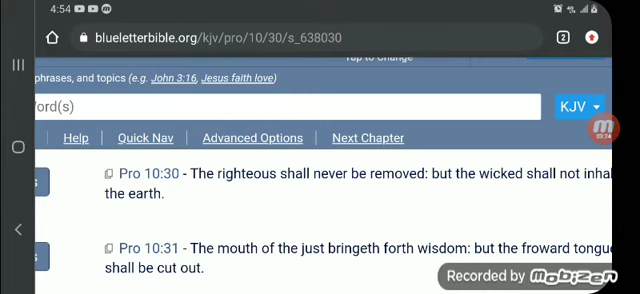 4:54
blueletterbible.org/kjv/pro/10/30/s_638030
2
phrases, and topics (e.g. John 3:16, Jesus faith love)
KJV
03:24
Help Quick Nav Advanced Options Next Chapter
Pro 10:30 - The righteous shall never be removed: but the wicked shall not inha
the earth.
Pro 10:31 - The mouth of the just bringeth forth wisdom: but the froward tongue
shall be cut out.
Recorded by Mobizen